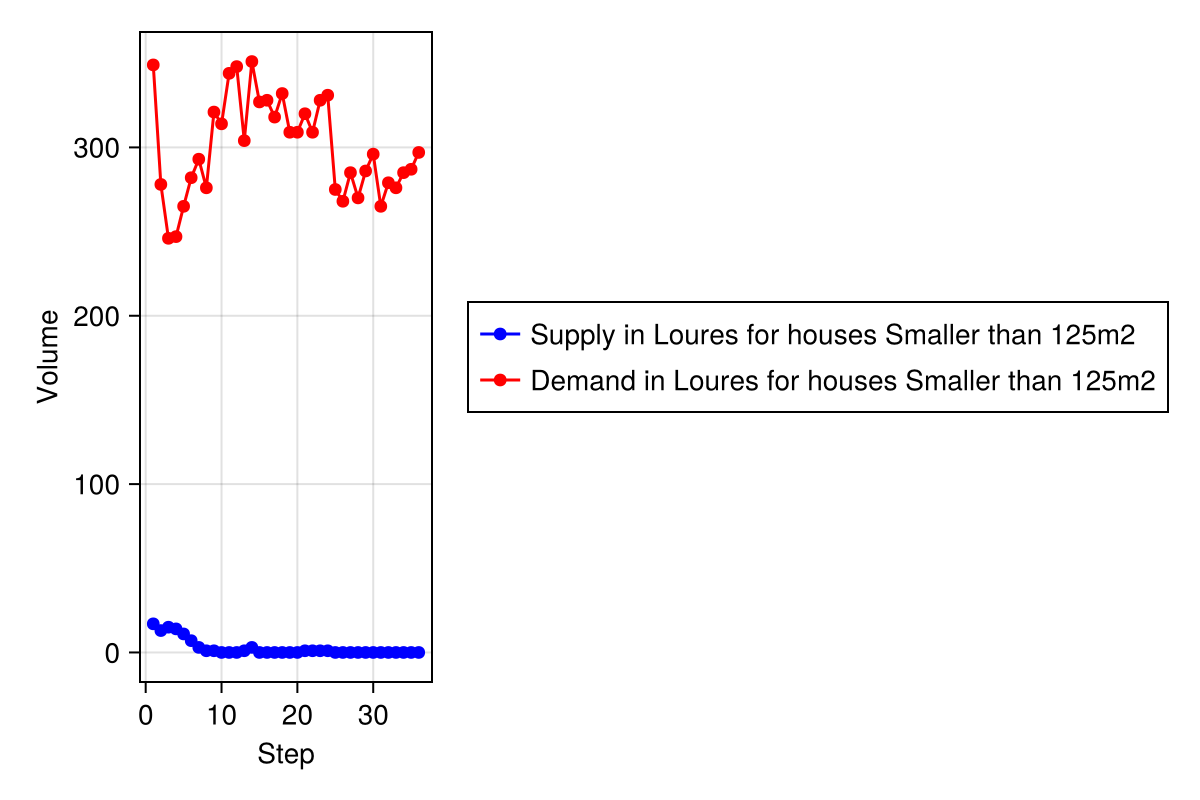 300
200
100
0
Volume
0 10 20 30
Step
Supply in Loures for houses Smaller than 125m2
Demand in Loures for houses Smaller than 125m2